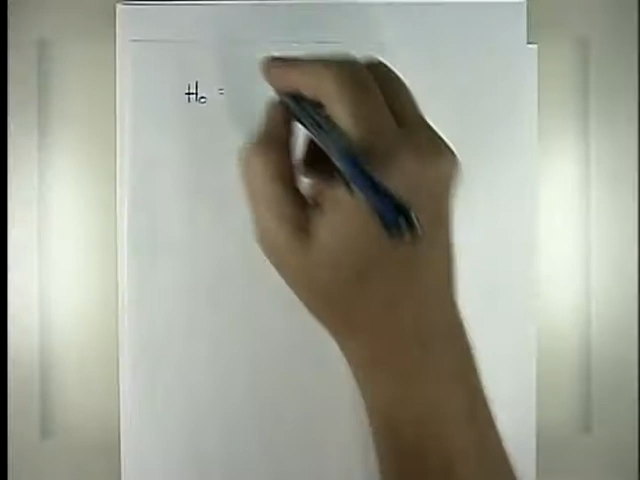 H₀ =